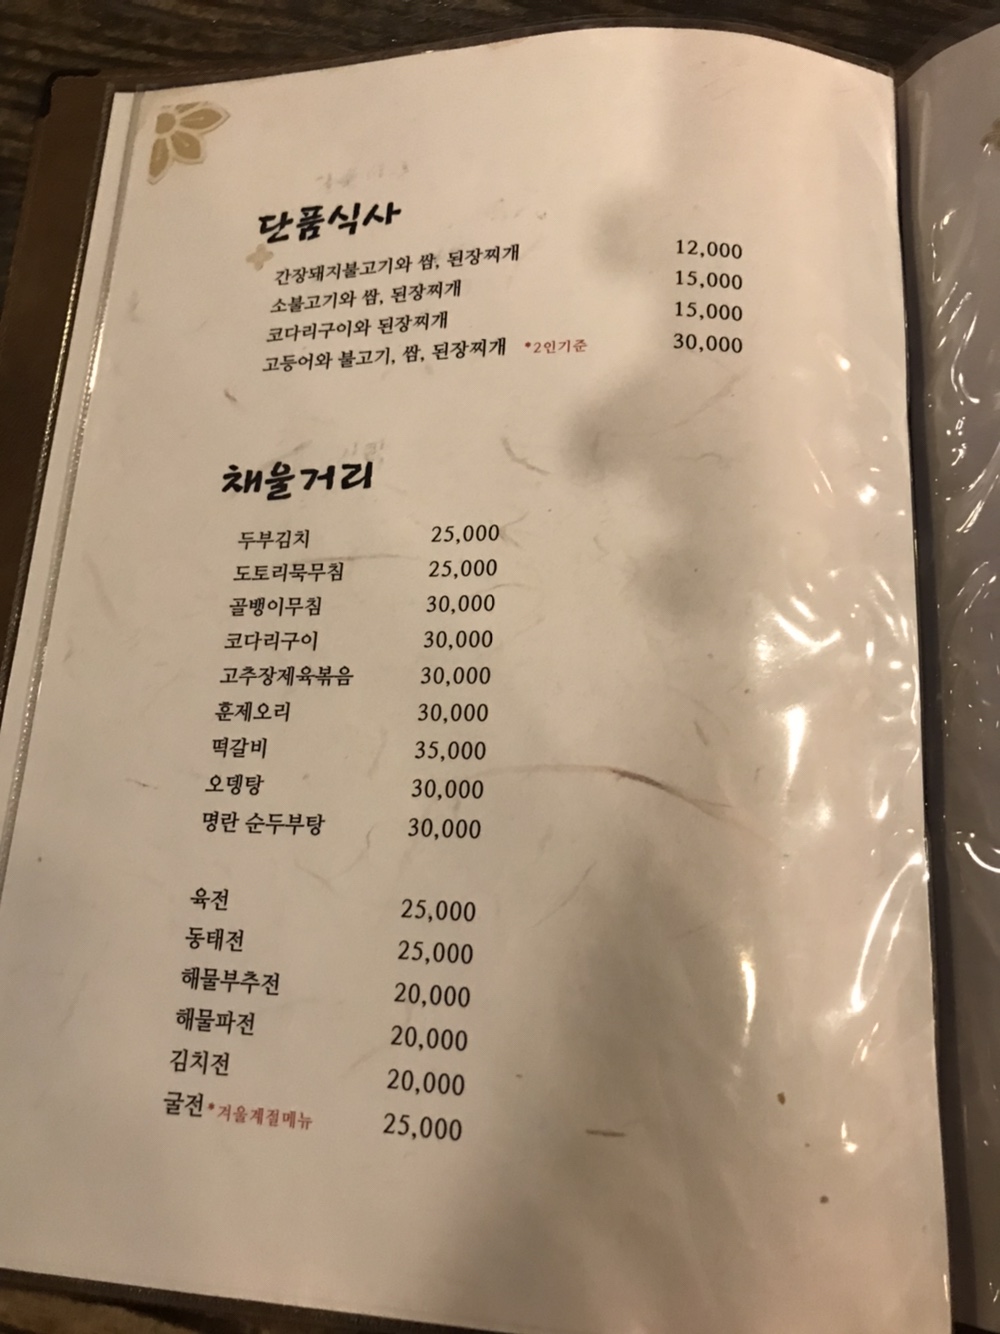 단품식사
간장돼지불고기와 쌈, 된장찌개 12,000
소불고기와 쌈, 된장찌개 15,000
코다리구이와 된장찌개 15,000
고등어와 불고기, 쌈, 된장찌개 *2인기준 30,000
채울거리
두부김치 25,000
도토리묵무침 25,000
골뱅이무침 30,000
코다리구이 30,000
고추장제육볶음 30,000
훈제오리 30,000
떡갈비 35,000
오뎅탕 30,000
명란 순두부탕 30,000
육전 25,000
동태전 25,000
해물부추전 20,000
해물파전 20,000
김치전 20,000
굴전 *겨울계절메뉴 25,000